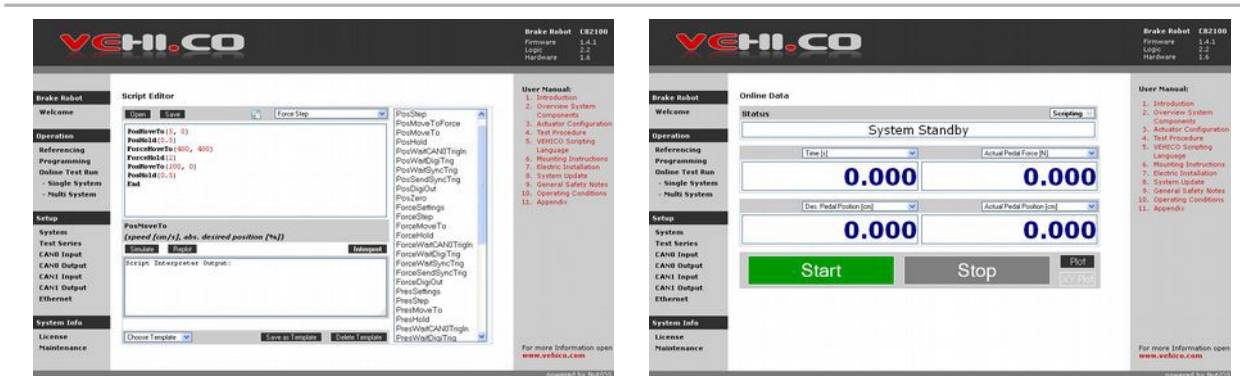 VEHI.CO
Brake Robot CB2100
Firmware 1.4.1
Logic 2.2
Hardware 1.6
Brake Robot
Welcome
Operation
Referencing
Programming
Online Test Run
- Single System
- Multi System
Setup
System
Test Series
CAN0 Input
CAN0 Output
CAN1 Input
CAN1 Output
Ethernet
System Info
License
Maintenance
Script Editor
Open Save Force Step
PosMoveTo(5, 0)
PosHold(0.5)
ForceMoveTo(400, 400)
ForceHold(2)
PosMoveTo(100, 0)
PosHold(0.5)
End
PosMoveTo
(speed [cm/s], abs. desired position [%])
Simulate Replot Interpret
Script Interpreter Output:
Choose Template Save as Template Delete Template
PosStep
PosMoveToForce
PosMoveTo
PosHold
PosWaitCAN0TrigIn
PosWaitDigiTrig
PosWaitSyncTrig
PosSendSyncTrig
PosDigiOut
PosZero
ForceSettings
ForceStep
ForceMoveTo
ForceHold
ForceWaitCAN0TrigIn
ForceWaitDigiTrig
ForceWaitSyncTrig
ForceSendSyncTrig
ForceDigiOut
PresSettings
PresStep
PresMoveTo
PresHold
PresWaitCAN0TrigIn
PresWaitDigiTrig
User Manual:
1. Introduction
2. Overview System
Components
3. Actuator Configuration
4. Test Procedure
5. VEHICO Scripting
Language
6. Mounting Instructions
7. Electric Installation
8. System Update
9. General Safety Notes
10. Operating Conditions
11. Appendix
For more Information open
www.vehico.com
powered by Nut/OS
VEHI.CO
Brake Robot CB2100
Firmware 1.4.1
Logic 2.2
Hardware 1.6
Brake Robot
Welcome
Operation
Referencing
Programming
Online Test Run
- Single System
- Multi System
Setup
System
Test Series
CAN0 Input
CAN0 Output
CAN1 Input
CAN1 Output
Ethernet
System Info
License
Maintenance
Online Data
Status Scripting
System Standby
Time [s] Actual Pedal Force [N]
0.000 0.000
Des. Pedal Position [cm] Actual Pedal Position [cm]
0.000 0.000
Start Stop Plot
XY Plot
User Manual:
1. Introduction
2. Overview System
Components
3. Actuator Configuration
4. Test Procedure
5. VEHICO Scripting
Language
6. Mounting Instructions
7. Electric Installation
8. System Update
9. General Safety Notes
10. Operating Conditions
11. Appendix
For more Information open
www.vehico.com
powered by Nut/OS